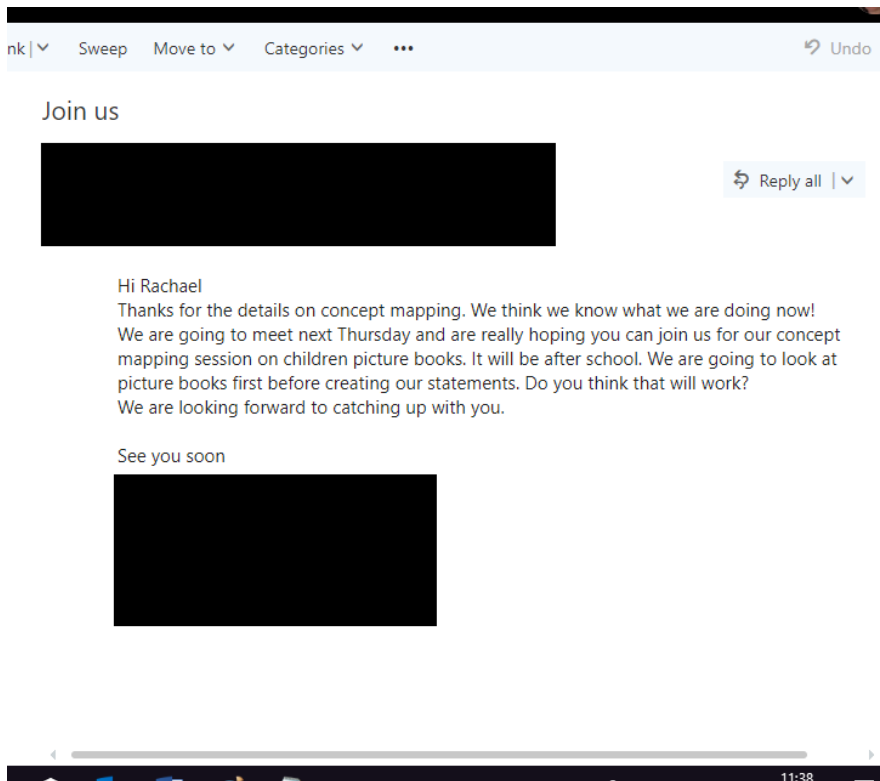 nk | Sweep Move to Categories ••• Undo
Join us
Reply all |
Hi Rachael
Thanks for the details on concept mapping. We think we know what we are doing now!
We are going to meet next Thursday and are really hoping you can join us for our concept
mapping session on children picture books. It will be after school. We are going to look at
picture books first before creating our statements. Do you think that will work?
We are looking forward to catching up with you.
See you soon
11:38